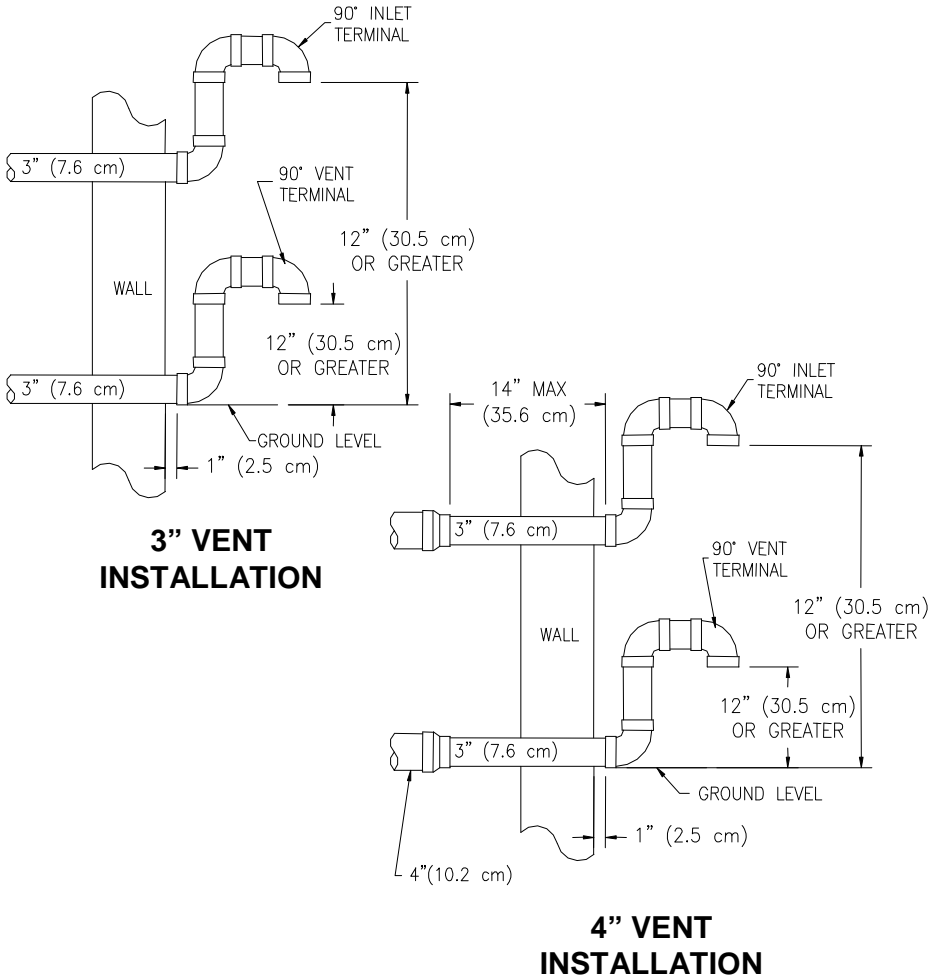 90° INLET
TERMINAL
3” (7.6 cm)
90° VENT
TERMINAL
12” (30.5 cm)
OR GREATER
WALL
12” (30.5 cm)
OR GREATER
3” (7.6 cm)
GROUND LEVEL
1” (2.5 cm)
3” VENT
INSTALLATION
14” MAX
(35.6 cm)
90° INLET
TERMINAL
3” (7.6 cm)
90° VENT
TERMINAL
12” (30.5 cm)
OR GREATER
WALL
12” (30.5 cm)
OR GREATER
3” (7.6 cm)
GROUND LEVEL
1” (2.5 cm)
4”(10.2 cm)
4” VENT
INSTALLATION